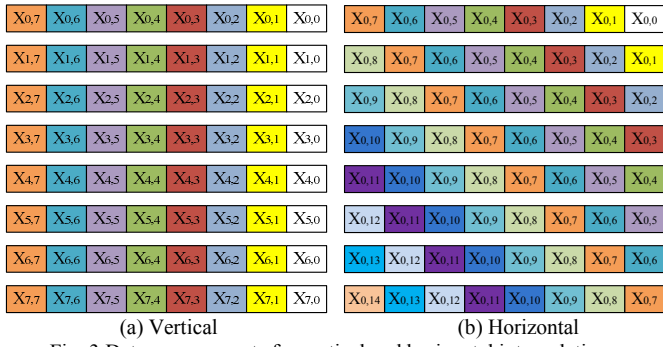 X0,7 X0,6 X0,5 X0,4 X0,3 X0,2 X0,1 X0,0 X0,7 X0,6 X0,5 X0,4 X0,3 X0,2 X0,1 X0,0
X1,7 X1,6 X1,5 X1,4 X1,3 X1,2 X1,1 X1,0 X0,8 X0,7 X0,6 X0,5 X0,4 X0,3 X0,2 X0,1
X2,7 X2,6 X2,5 X2,4 X2,3 X2,2 X2,1 X2,0 X0,9 X0,8 X0,7 X0,6 X0,5 X0,4 X0,3 X0,2
X3,7 X3,6 X3,5 X3,4 X3,3 X3,2 X3,1 X3,0 X0,10 X0,9 X0,8 X0,7 X0,6 X0,5 X0,4 X0,3
X4,7 X4,6 X4,5 X4,4 X4,3 X4,2 X4,1 X4,0 X0,11 X0,10 X0,9 X0,8 X0,7 X0,6 X0,5 X0,4
X5,7 X5,6 X5,5 X5,4 X5,3 X5,2 X5,1 X5,0 X0,12 X0,11 X0,10 X0,9 X0,8 X0,7 X0,6 X0,5
X6,7 X6,6 X6,5 X6,4 X6,3 X6,2 X6,1 X6,0 X0,13 X0,12 X0,11 X0,10 X0,9 X0,8 X0,7 X0,6
X7,7 X7,6 X7,5 X7,4 X7,3 X7,2 X7,1 X7,0 X0,14 X0,13 X0,12 X0,11 X0,10 X0,9 X0,8 X0,7
(a) Vertical (b) Horizontal